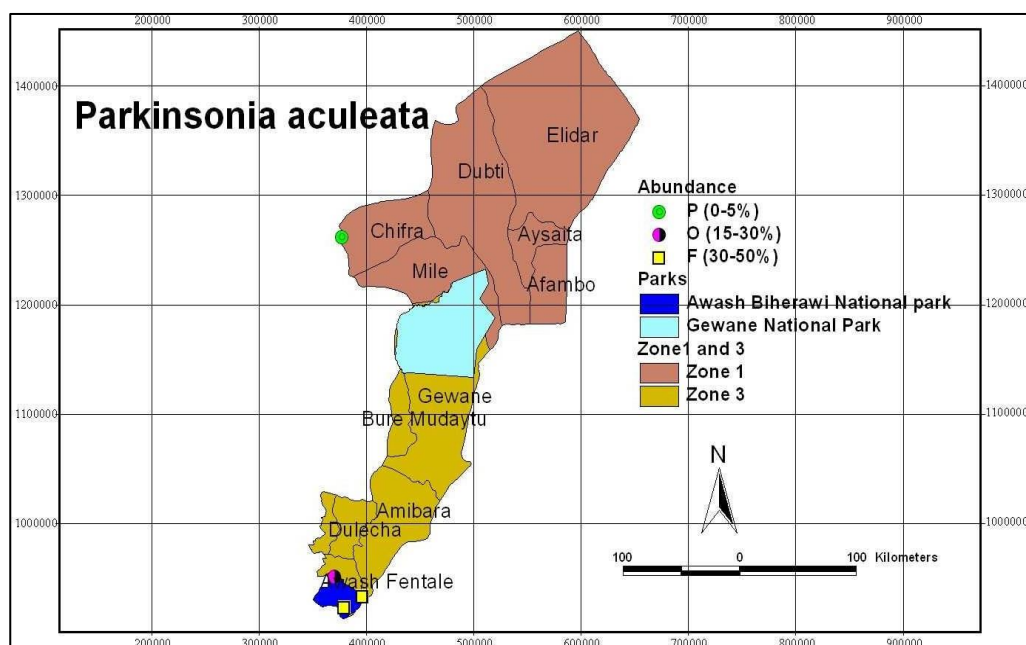 200000 300000 400000 500000 600000 700000 800000 900000
1400000 1400000
Parkinsonia aculeata
Elidar
Dubti
Abundance
1300000 1300000
P (0-5%)
Chifra
Aysaita
O (15-30%)
Mile
F (30-50%)
Afambo
Parks
1200000 1200000
Awash Biherawi National park
Gewane National Park
Zone1 and 3
Zone 1
Gewane
Zone 3
1100000 1100000
Bure Mudaytu
N
Amibara
1000000 1000000
Dulecha
100 0 100 Kilometers
Awash Fentale
200000 300000 400000 500000 600000 700000 800000 900000